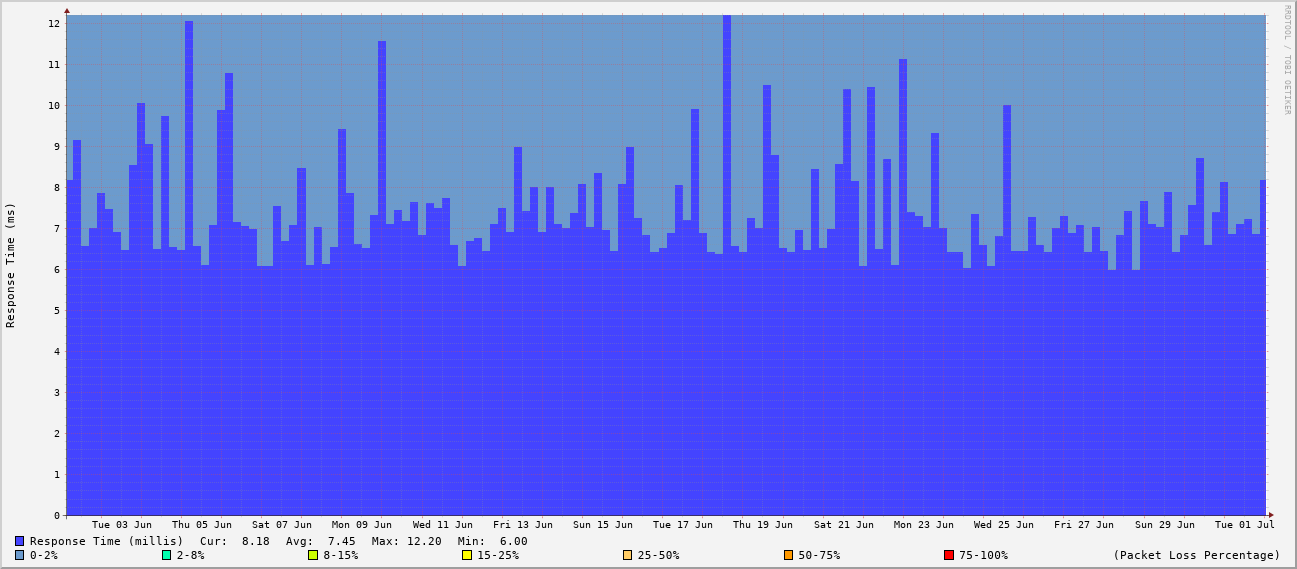 RRDTOOL / TOBI OETIKER
Response Time (ms)
12
11
10
9
8
7
6
5
4
3
2
1
0
Tue 03 Jun Thu 05 Jun Sat 07 Jun Mon 09 Jun Wed 11 Jun Fri 13 Jun Sun 15 Jun Tue 17 Jun Thu 19 Jun Sat 21 Jun Mon 23 Jun Wed 25 Jun Fri 27 Jun Sun 29 Jun Tue 01 Jul
Response Time (millis) Cur: 8.18 Avg: 7.45 Max: 12.20 Min: 6.00
0-2% 2-8% 8-15% 15-25% 25-50% 50-75% 75-100% (Packet Loss Percentage)